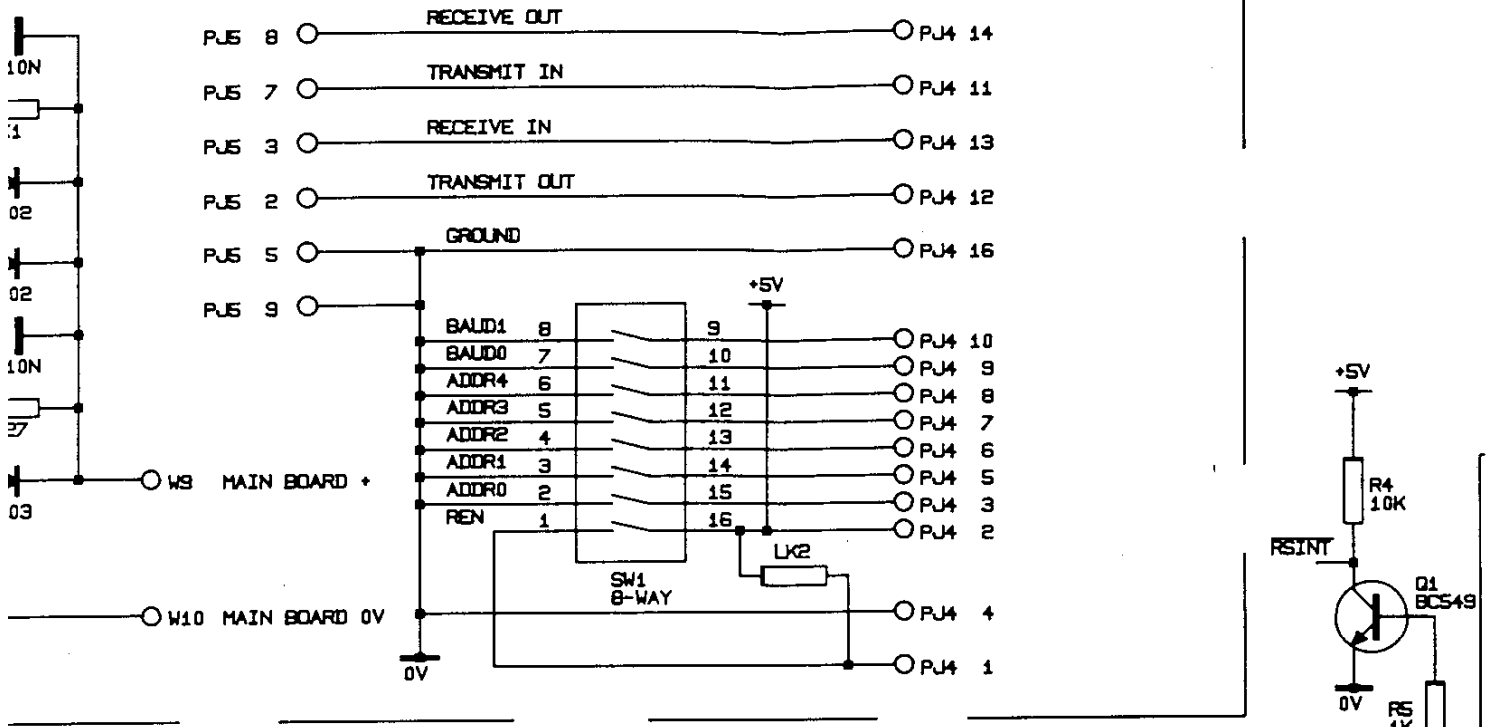 RECEIVE OUT
PJ5 8
PJ4 14
10N
TRANSMIT IN
PJ5 7
PJ4 11
RECEIVE IN
PJ5 3
PJ4 13
TRANSMIT OUT
02
PJ5 2
PJ4 12
GROUND
PJ5 5
PJ4 16
02
+5V
PJ5 9
BAUD1 8 9 PJ4 10
BAUD0 7 10 PJ4 9
10N
ADDR4 6 11 PJ4 8
ADDR3 5 12 PJ4 7
27
ADDR2 4 13 PJ4 6
ADDR1 3 14 PJ4 5
W9 MAIN BOARD +
ADDR0 2 15 PJ4 3
03
REN 1 16 PJ4 2
LK2
SW1
8-WAY
W10 MAIN BOARD 0V
PJ4 4
0V
PJ4 1
+5V
R4
10K
RSINT
Q1
BC549
0V
R5
1K